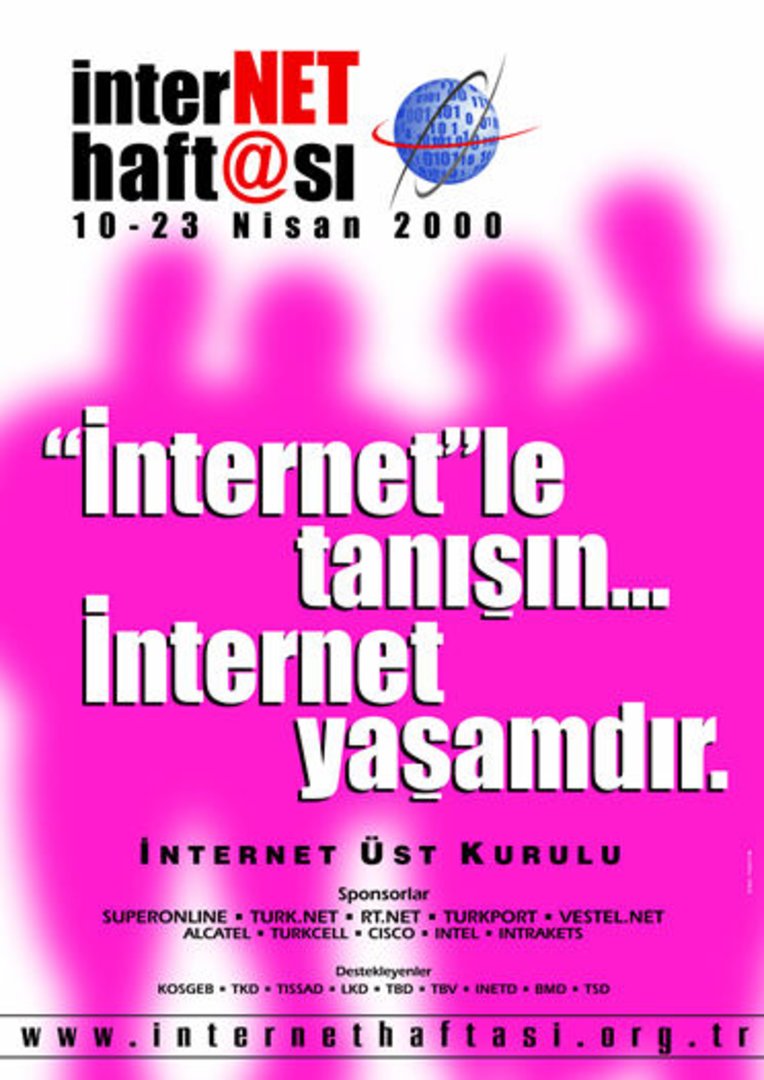 interNET
haft@sı
10-23 Nisan 2000
“İnternet”le
tanışın...
İnternet
yaşamdır.
İNTERNET ÜST KURULU
Sponsorlar
SUPERONLINE ▪ TURK.NET ▪ RT.NET ▪ TURKPORT ▪ VESTEL.NET
ALCATEL ▪ TURKCELL ▪ CISCO ▪ INTEL ▪ INTRAKETS
Destekleyenler
KOSGEB ▪ TKD ▪ TISSAD ▪ LKD ▪ TBD ▪ TBV ▪ INETD ▪ BMD ▪ TSD
www.internethaftasi.org.tr